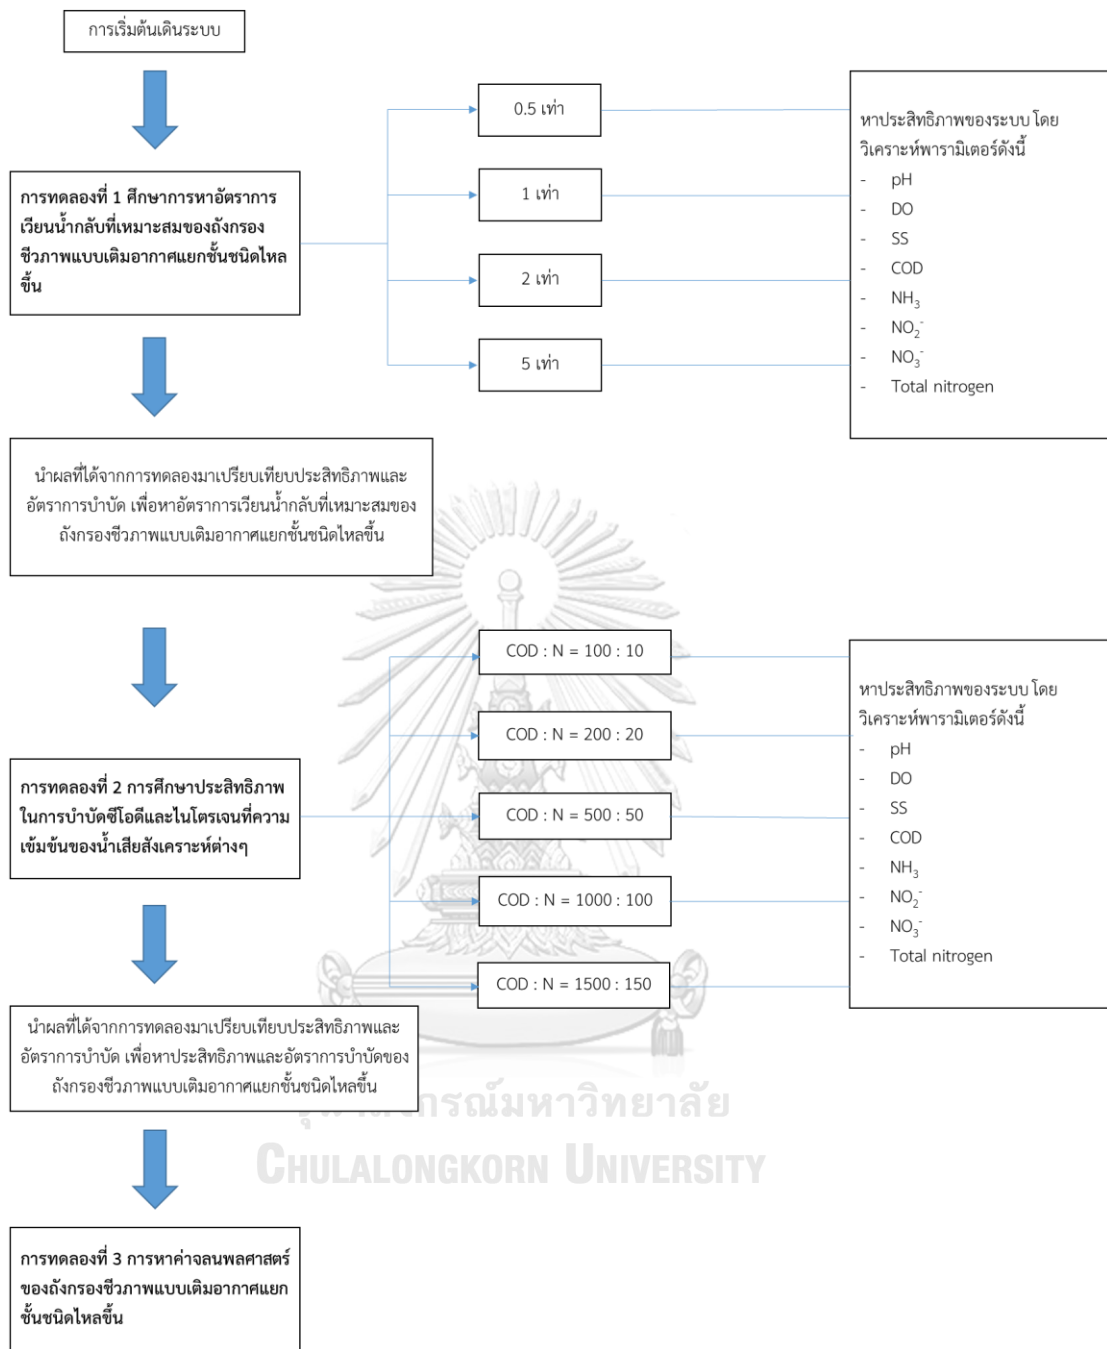 การเริ่มต้นเดินระบบ
การทดลองที่ 1 ศึกษาการหาอัตราการ
เวียนน้ำกลับที่เหมาะสมของถังกรอง
ชีวภาพแบบเติมอากาศแยกชั้นชนิดไหล
ขึ้น
0.5 เท่า
1 เท่า
2 เท่า
5 เท่า
หาประสิทธิภาพของระบบ โดย
วิเคราะห์พารามิเตอร์ดังนี้
- pH
- DO
- SS
- COD
- NH₃
- NO₂⁻
- NO₃⁻
- Total nitrogen
นำผลที่ได้จากการทดลองมาเปรียบเทียบประสิทธิภาพและ
อัตราการบำบัด เพื่อหาอัตราการเวียนน้ำกลับที่เหมาะสมของ
ถังกรองชีวภาพแบบเติมอากาศแยกชั้นชนิดไหลขึ้น
การทดลองที่ 2 การศึกษาประสิทธิภาพ
ในการบำบัดซีโอดีและไนโตรเจนที่ความ
เข้มข้นของน้ำเสียสังเคราะห์ต่างๆ
COD : N = 100 : 10
COD : N = 200 : 20
COD : N = 500 : 50
COD : N = 1000 : 100
COD : N = 1500 : 150
หาประสิทธิภาพของระบบ โดย
วิเคราะห์พารามิเตอร์ดังนี้
- pH
- DO
- SS
- COD
- NH₃
- NO₂⁻
- NO₃⁻
- Total nitrogen
นำผลที่ได้จากการทดลองมาเปรียบเทียบประสิทธิภาพและ
อัตราการบำบัด เพื่อหาประสิทธิภาพและอัตราการบำบัดของ
ถังกรองชีวภาพแบบเติมอากาศแยกชั้นชนิดไหลขึ้น
CHULALONGKORN UNIVERSITY
การทดลองที่ 3 การหาค่าจลนพลศาสตร์
ของถังกรองชีวภาพแบบเติมอากาศแยก
ชั้นชนิดไหลขึ้น